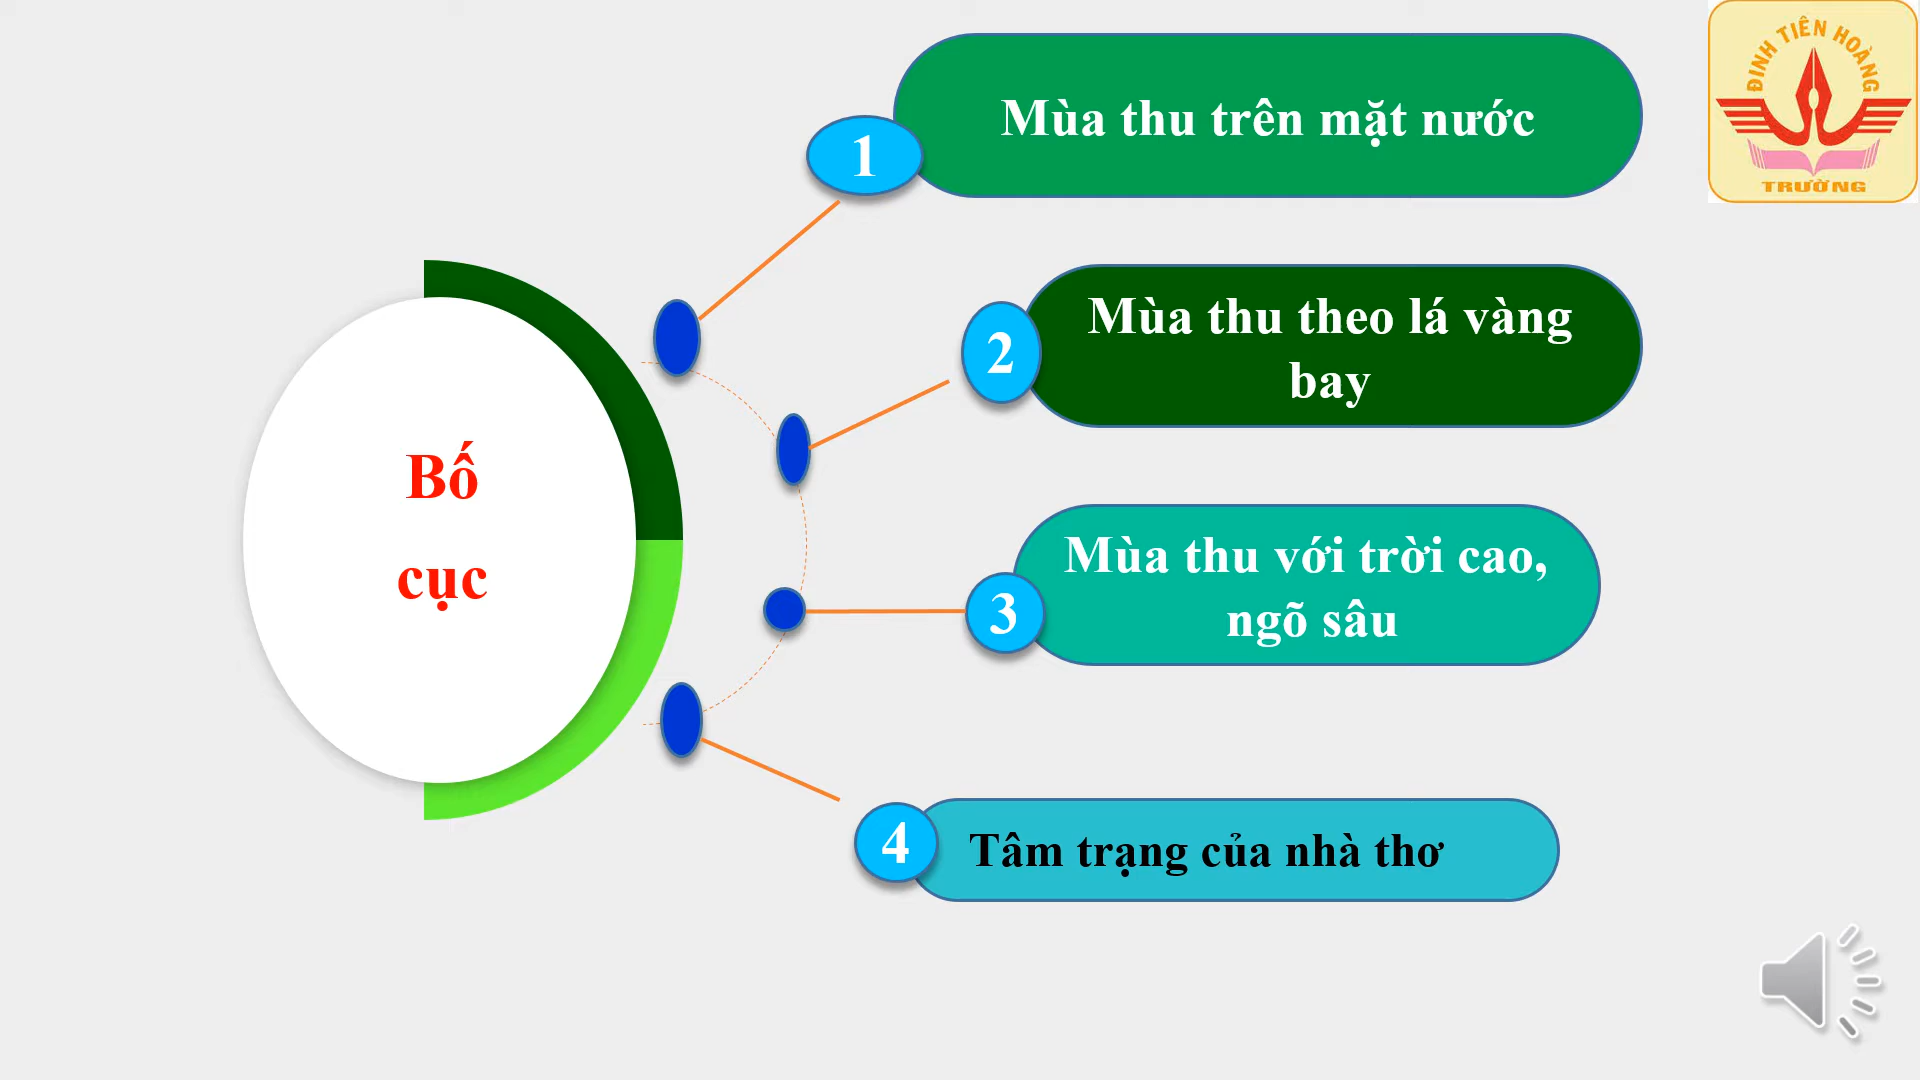 ĐINH TIÊN HOÀNG
TRƯỜNG
1
Mùa thu trên mặt nước
2
Mùa thu theo lá vàng
bay
Bố
cục
3
Mùa thu với trời cao,
ngõ sâu
4
Tâm trạng của nhà thơ